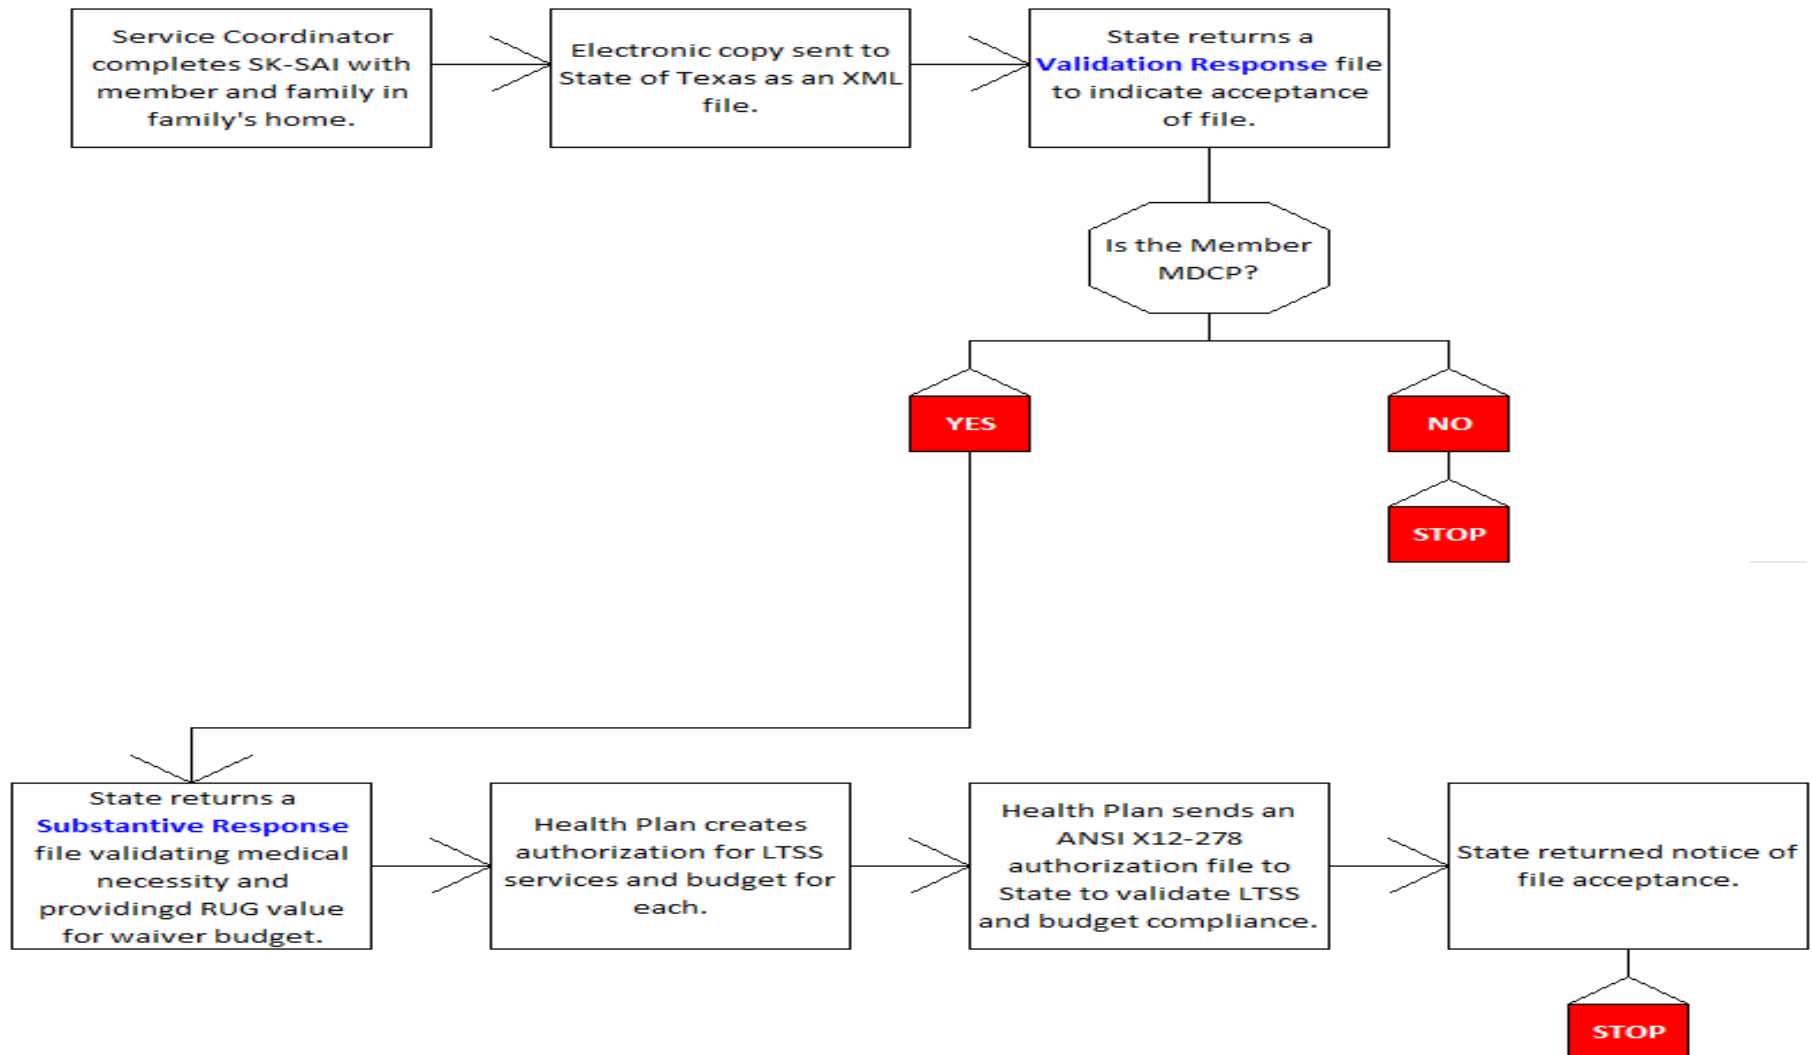 Service Coordinator
completes SK-SAI with
member and family in
family's home.
Electronic copy sent to
State of Texas as an XML
file.
State returns a
Validation Response file
to indicate acceptance
of file.
Is the Member
MDCP?
YES
NO
STOP
State returns a
Substantive Response
file validating medical
necessity and
providingd RUG value
for waiver budget.
Health Plan creates
authorization for LTSS
services and budget for
each.
Health Plan sends an
ANSI X12-278
authorization file to
State to validate LTSS
and budget compliance.
State returned notice of
file acceptance.
STOP